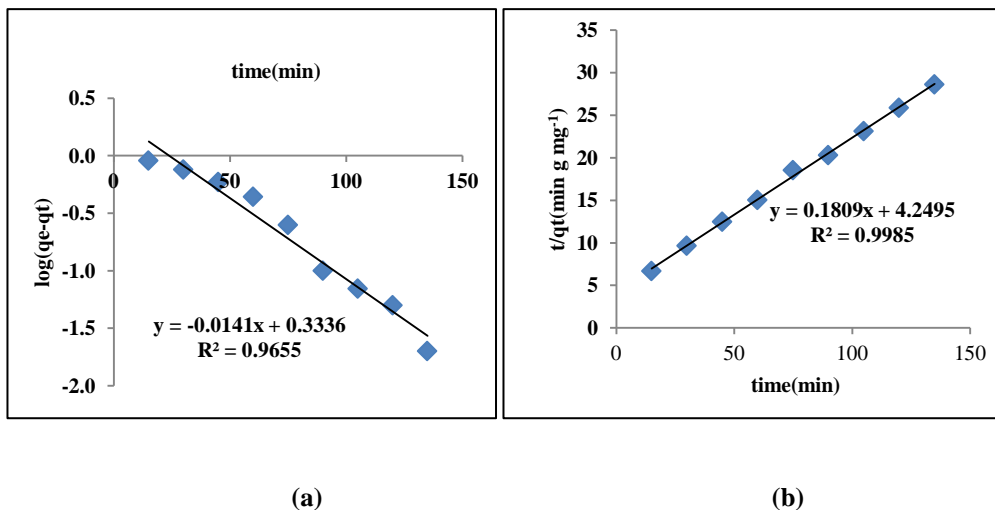 time(min)
0.5
0.0
-0.5
-1.0
-1.5
-2.0
0
50
100
150
log(qe-qt)
y = -0.0141x + 0.3336
R² = 0.9655
(a)
35
30
25
20
15
10
5
0
t/qt(min g mg⁻¹)
y = 0.1809x + 4.2495
R² = 0.9985
0
50
100
150
time(min)
(b)